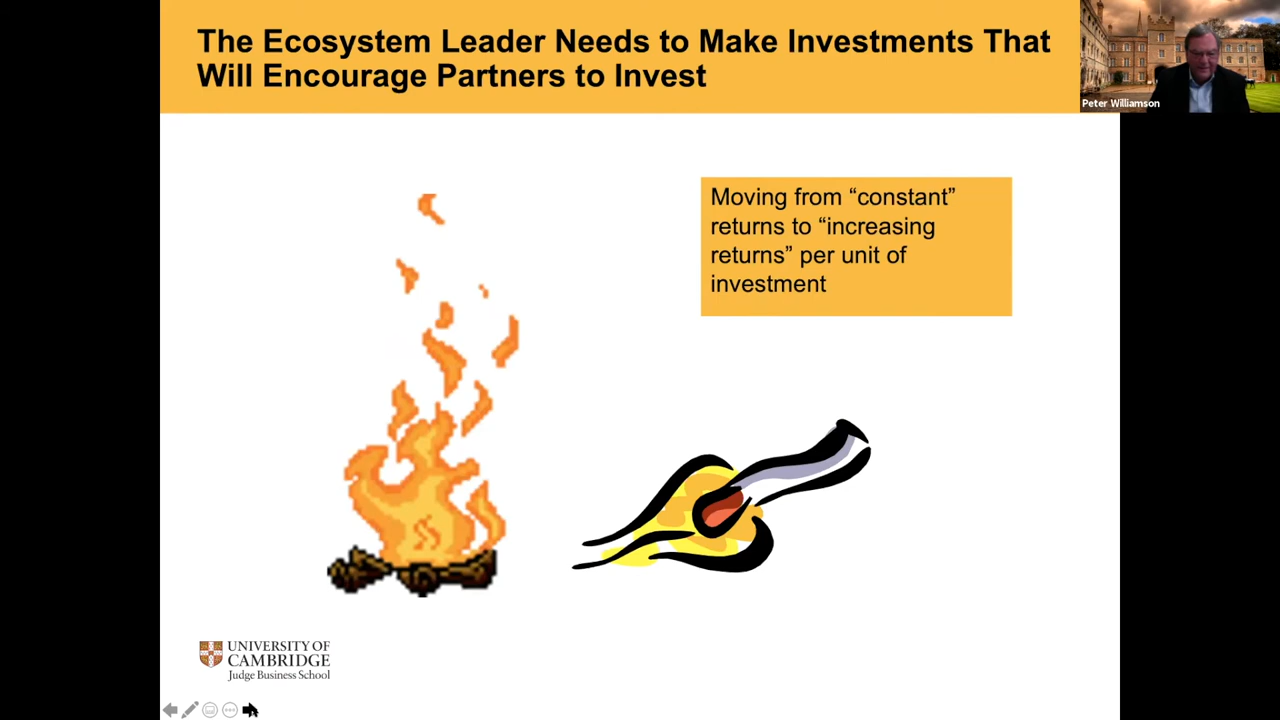 The Ecosystem Leader Needs to Make Investments That
Will Encourage Partners to Invest
Peter Williamson
Moving from “constant”
returns to “increasing
returns” per unit of
investment
UNIVERSITY OF
CAMBRIDGE
Judge Business School